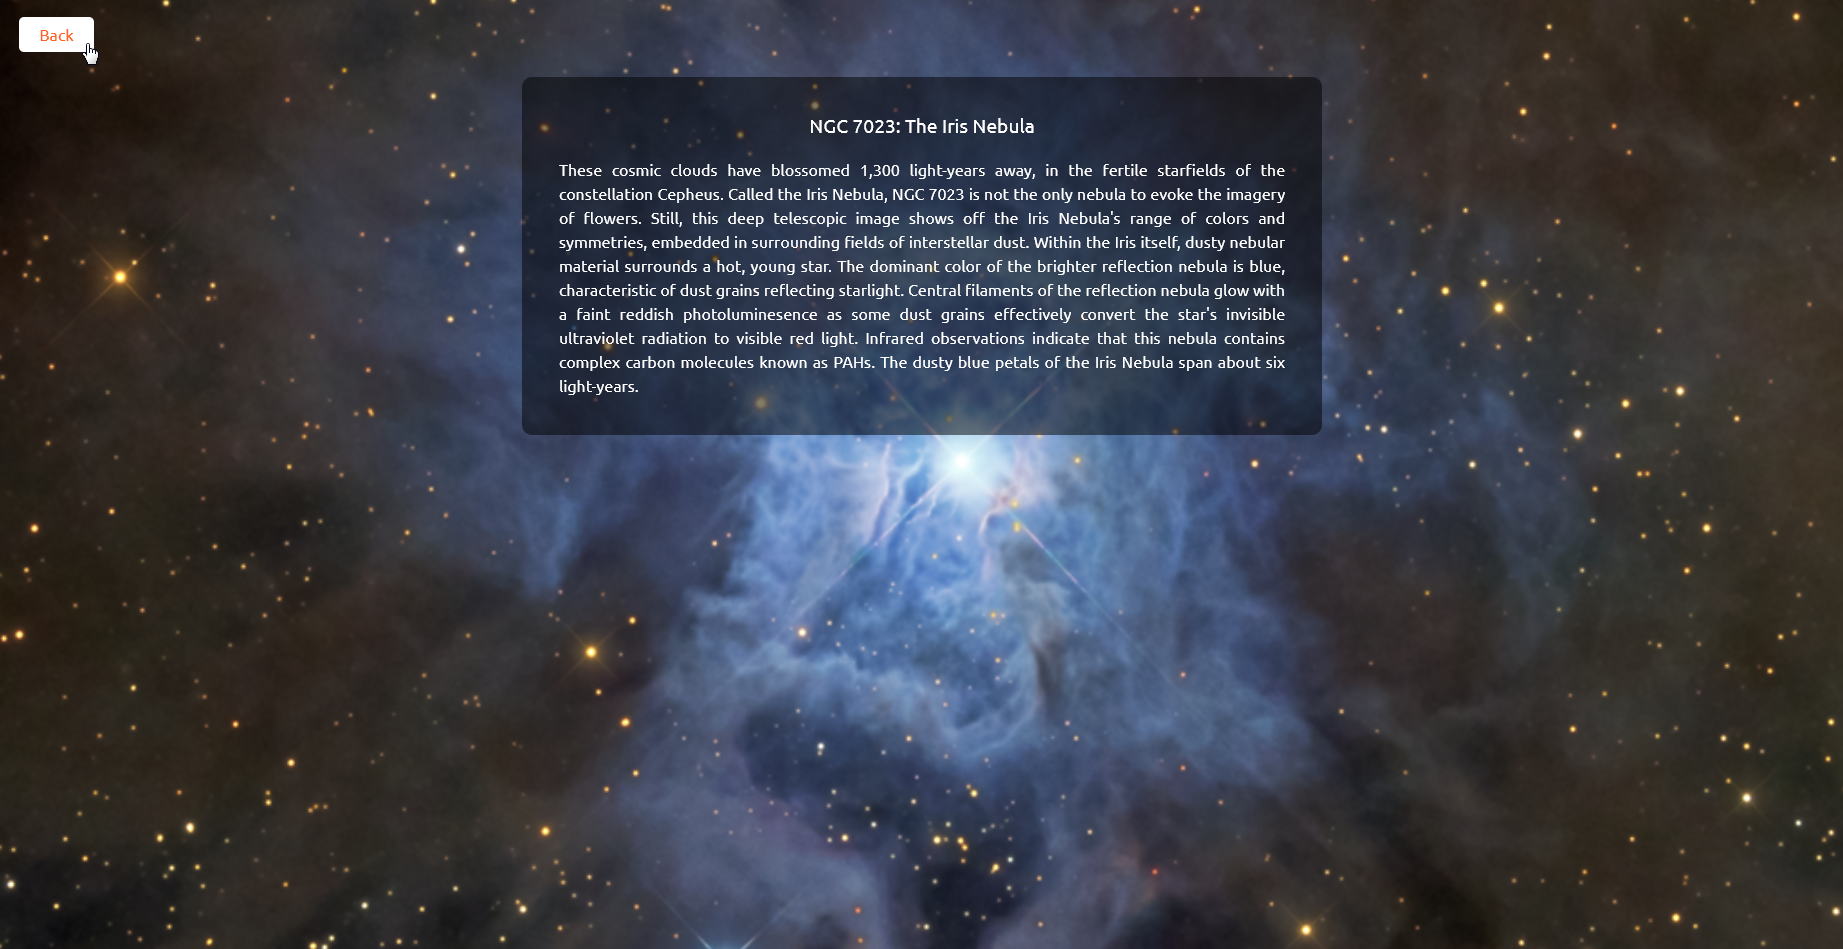 Back
NGC 7023: The Iris Nebula
These cosmic clouds have blossomed 1,300 light-years away, in the fertile starfields of the
constellation Cepheus. Called the Iris Nebula, NGC 7023 is not the only nebula to evoke the imagery
of flowers. Still, this deep telescopic image shows off the Iris Nebula's range of colors and
symmetries, embedded in surrounding fields of interstellar dust. Within the Iris itself, dusty nebular
material surrounds a hot, young star. The dominant color of the brighter reflection nebula is blue,
characteristic of dust grains reflecting starlight. Central filaments of the reflection nebula glow with
a faint reddish photoluminesence as some dust grains effectively convert the star's invisible
ultraviolet radiation to visible red light. Infrared observations indicate that this nebula contains
complex carbon molecules known as PAHs. The dusty blue petals of the Iris Nebula span about six
light-years.